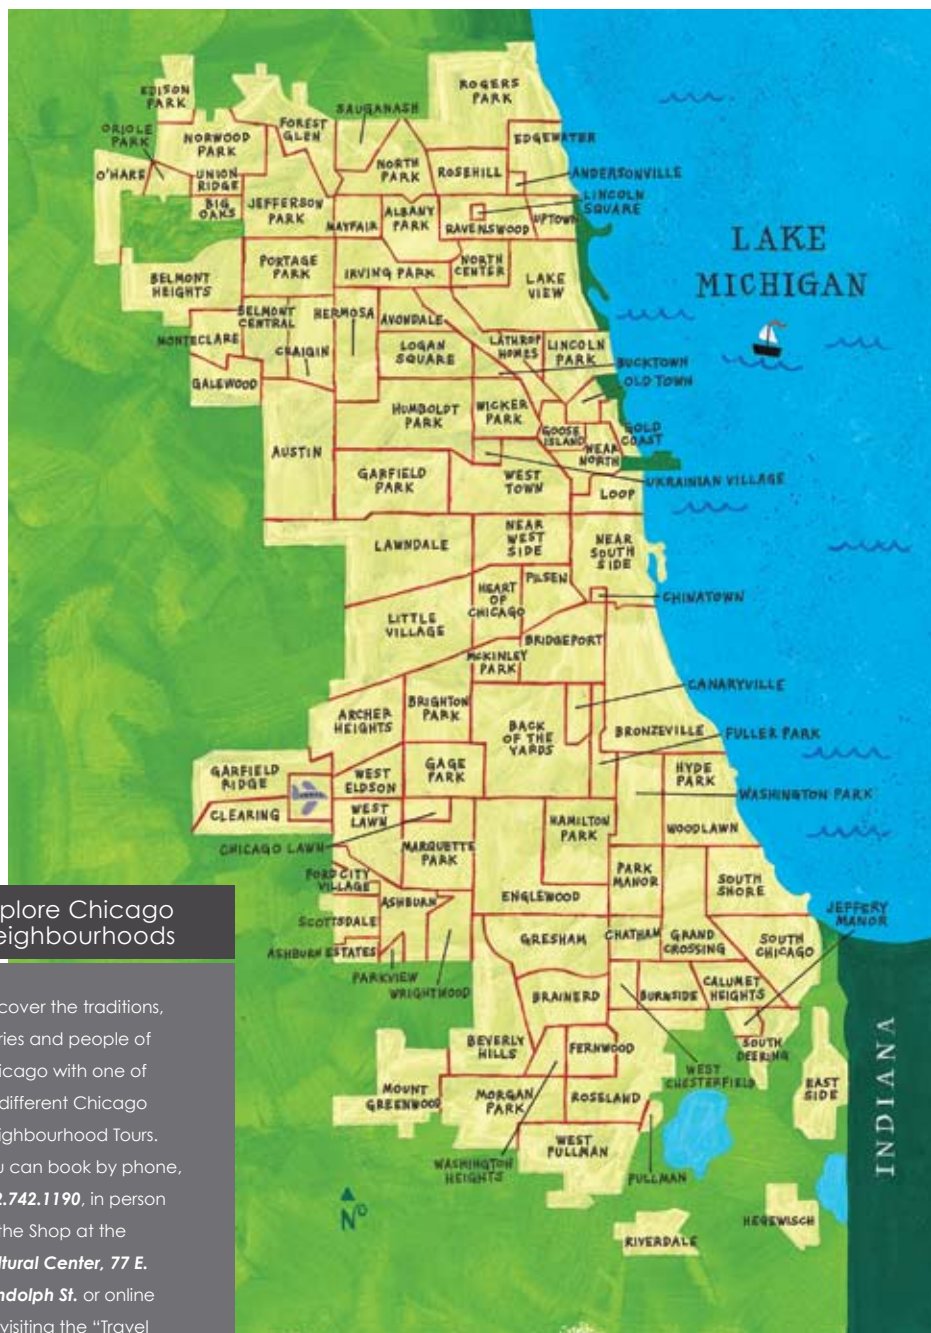 EDISON
PARK
ORIOLE
PARK
O'HARE
NORWOOD
PARK
UNION
RIDGE
BIG
OAKS
FOREST
GLEN
SAUGANASH
ROGERS
PARK
EDGEWATER
NORTH
PARK
ROSEHILL
ANDERSONVILLE
LINCOLN
SQUARE
JEFFERSON
PARK
MAYFAIR
ALBANY
PARK
RAVENSWOOD
UPTOWN
LAKE
MICHIGAN
BELMONT
HEIGHTS
PORTAGE
PARK
IRVING PARK
NORTH
CENTER
LAKE
VIEW
BELMONT
CENTRAL
HERMOSA
AVONDALE
MONTECLARE
CRAIGIN
LOGAN
SQUARE
LATHROP
HOMES
LINCOLN
PARK
BUCKTOWN
OLD TOWN
GALEWOOD
HUMBOLDT
PARK
WICKER
PARK
GOOSE
ISLAND
NEAR
NORTH
GOLD
COAST
AUSTIN
GARFIELD
PARK
WEST
TOWN
UKRAINIAN VILLAGE
LOOP
LAWNDALE
NEAR
WEST
SIDE
NEAR
SOUTH
SIDE
LITTLE
VILLAGE
HEART
OF
CHICAGO
PILSEN
CHINATOWN
MCKINLEY
PARK
BRIDGEPORT
CANARYVILLE
ARCHER
HEIGHTS
BRIGHTON
PARK
BACK
OF THE
YARDS
BRONZEVILLE
FULLER PARK
GARFIELD
RIDGE
CLEARING
WEST
ELDSON
GAGE
PARK
HYDE
PARK
WASHINGTON PARK
WEST
LAWN
CHICAGO LAWN
MARQUETTE
PARK
HAMILTON
PARK
WOODLAWN
FORD CITY
VILLAGE
ASHBURN
ENGLEWOOD
PARK
MANOR
SOUTH
SHORE
JEFFERY
MANOR
SCOTTSDALE
ASHBURN ESTATES
PARKVIEW
WRIGHTWOOD
GRESHAM
CHATHAM
GRAND
CROSSING
SOUTH
CHICAGO
BRAINERD
BURNSIDE
CALUMET
HEIGHTS
BEVERLY
HILLS
FERNWOOD
WEST
CHESTERFIELD
SOUTH
DEERING
EAST
SIDE
MOUNT
GREENWOOD
MORGAN
PARK
ROSELAND
WEST
PULLMAN
WASHINGTON
HEIGHTS
PULLMAN
RIVERDALE
HEGEWISCH
INDIANA
N
plore Chicago
eighbourhoods
cover the traditions,
ries and people of
icago with one of
different Chicago
ighbourhood Tours.
u can book by phone,
2.742.1190, in person
the Shop at the
ltural Center, 77 E.
ndolph St. or online
visiting the "Travel